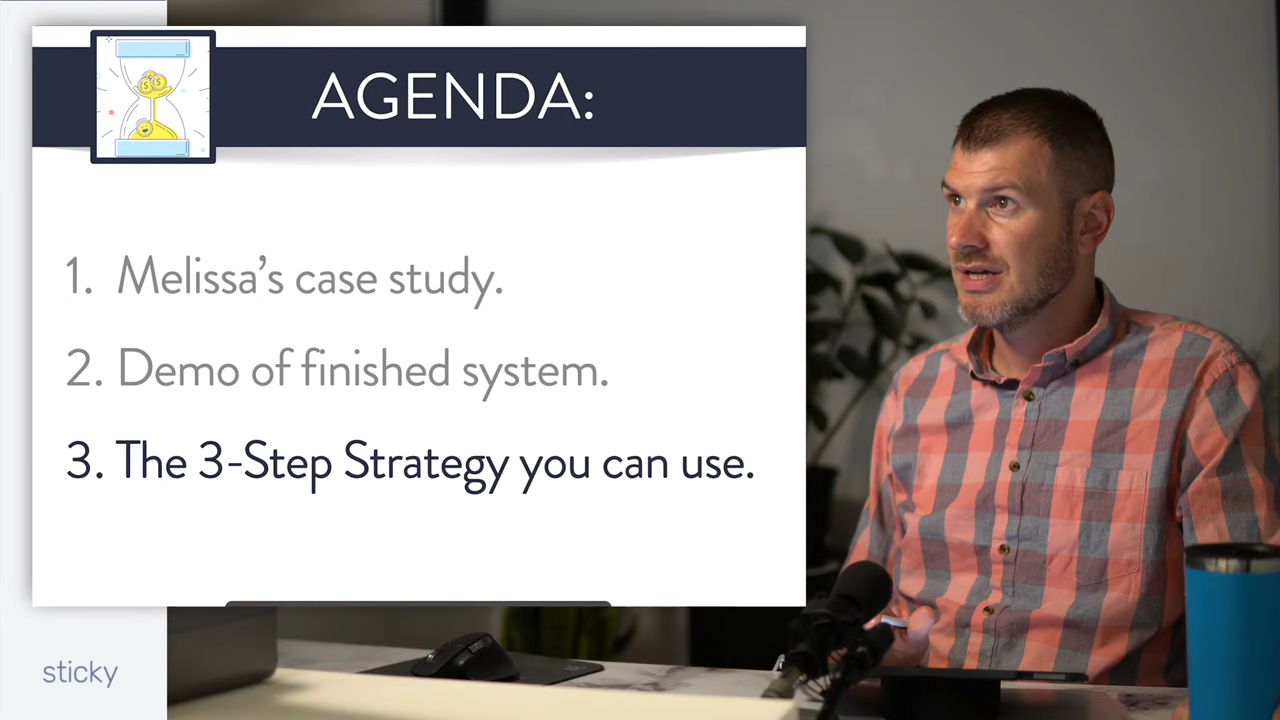 AGENDA:
1. Melissa's case study.
2. Demo of finished system.
3. The 3-Step Strategy you can use.
sticky